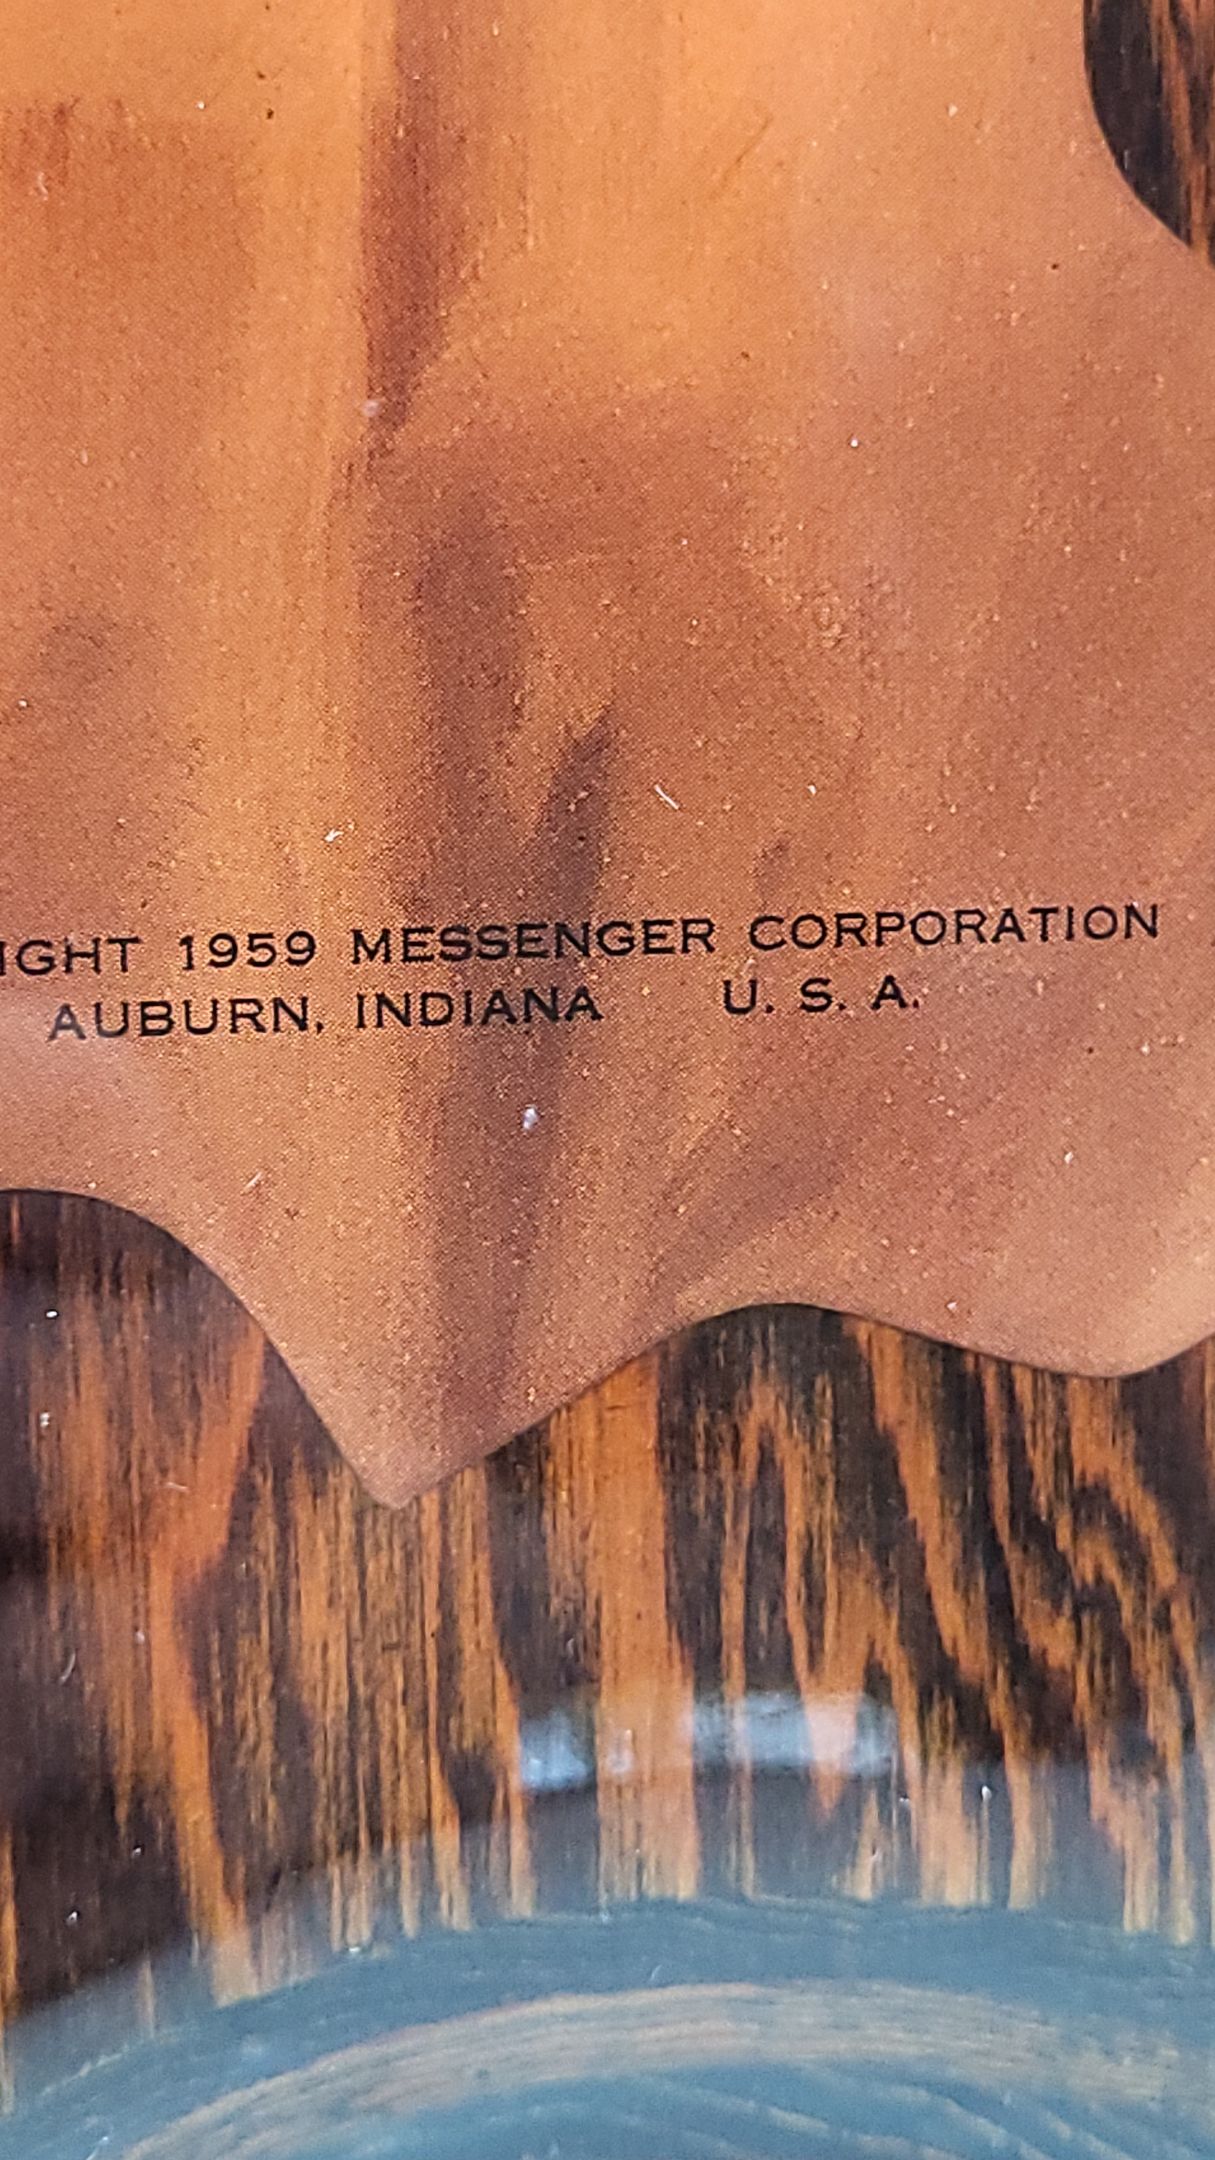 IGHT 1959 MESSENGER CORPORATION
AUBURN, INDIANA U. S. A.